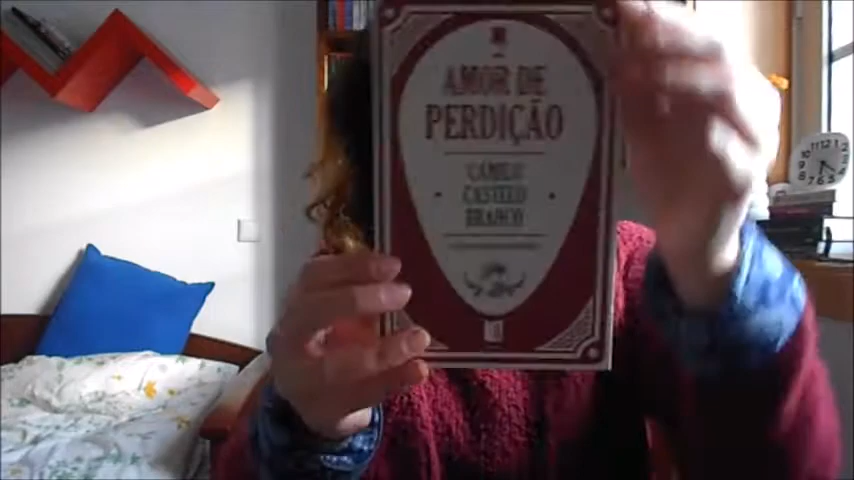 AMOR DE
PERDIÇÃO
CAMILO
CASTELO
BRANCO